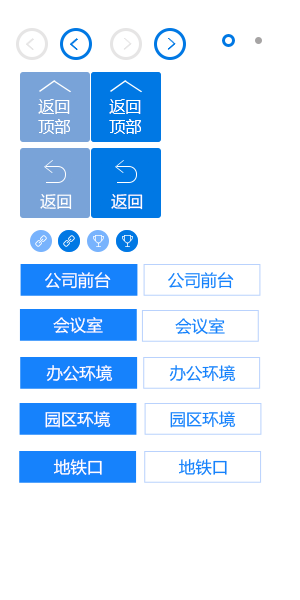 返回 返回
顶部 顶部
返回 返回
公司前台 公司前台
会议室 会议室
办公环境 办公环境
园区环境 园区环境
地铁口 地铁口